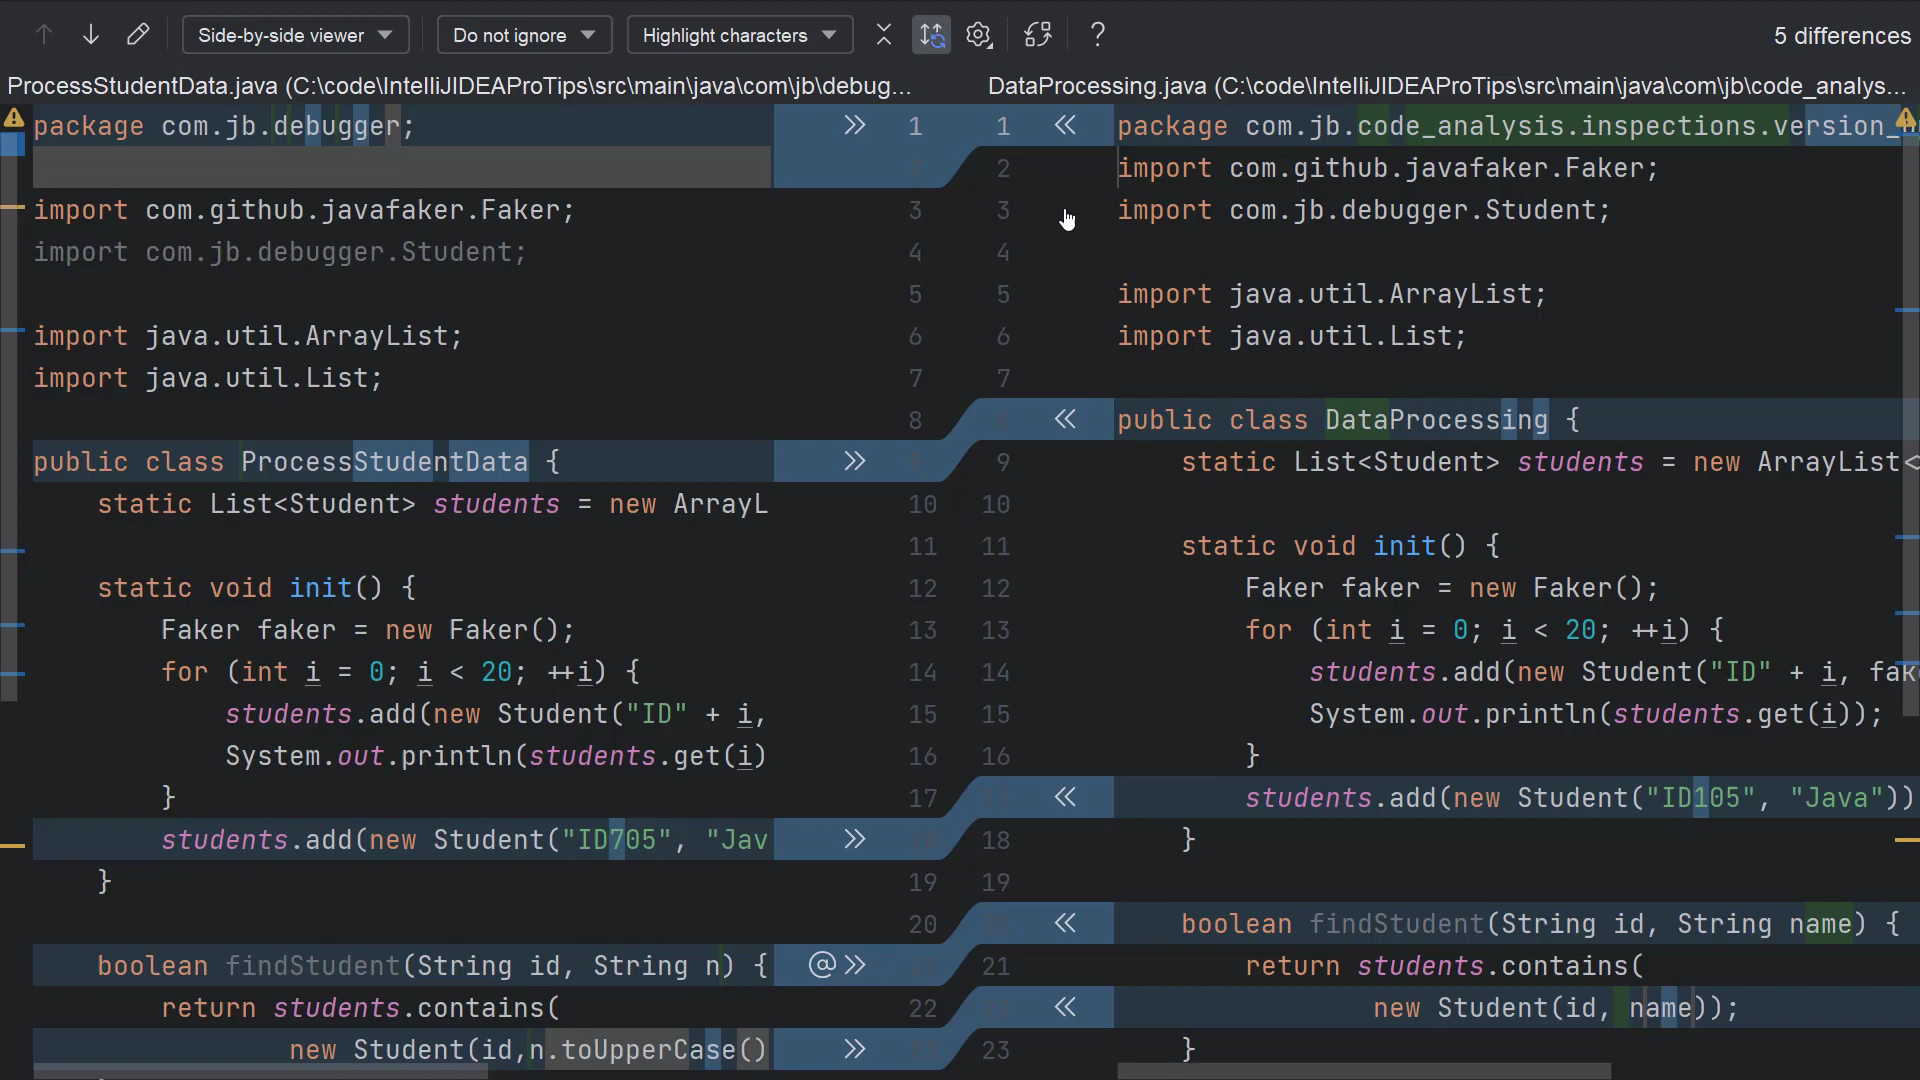 Side-by-side viewer Do not ignore Highlight characters ? 5 differences
ProcessStudentData.java (C:\code\IntelliJIDEAProTips\src\main\java\com\jb\debug...
package com.jb.debugger;
import com.github.javafaker.Faker;
import com.jb.debugger.Student;
import java.util.ArrayList;
import java.util.List;
public class ProcessStudentData {
static List<Student> students = new ArrayL
static void init() {
Faker faker = new Faker();
for (int i = 0; i < 20; ++i) {
students.add(new Student("ID" + i,
System.out.println(students.get(i)
}
students.add(new Student("ID705", "Jav
}
boolean findStudent(String id, String n) {
return students.contains(
new Student(id,n.toUpperCase()
1
3
4
5
6
7
8
10
11
12
13
14
15
16
17
19
20
@
22
DataProcessing.java (C:\code\IntelliJIDEAProTips\src\main\java\com\jb\code_analys...
1 package com.jb.code_analysis.inspections.version_
2 import com.github.javafaker.Faker;
3 import com.jb.debugger.Student;
4
5 import java.util.ArrayList;
6 import java.util.List;
7
public class DataProcessing {
9 static List<Student> students = new ArrayList<
10
11 static void init() {
12 Faker faker = new Faker();
13 for (int i = 0; i < 20; ++i) {
14 students.add(new Student("ID" + i, fak
15 System.out.println(students.get(i));
16 }
students.add(new Student("ID105", "Java"))
18 }
19
boolean findStudent(String id, String name) {
21 return students.contains(
new Student(id, name));
23 }